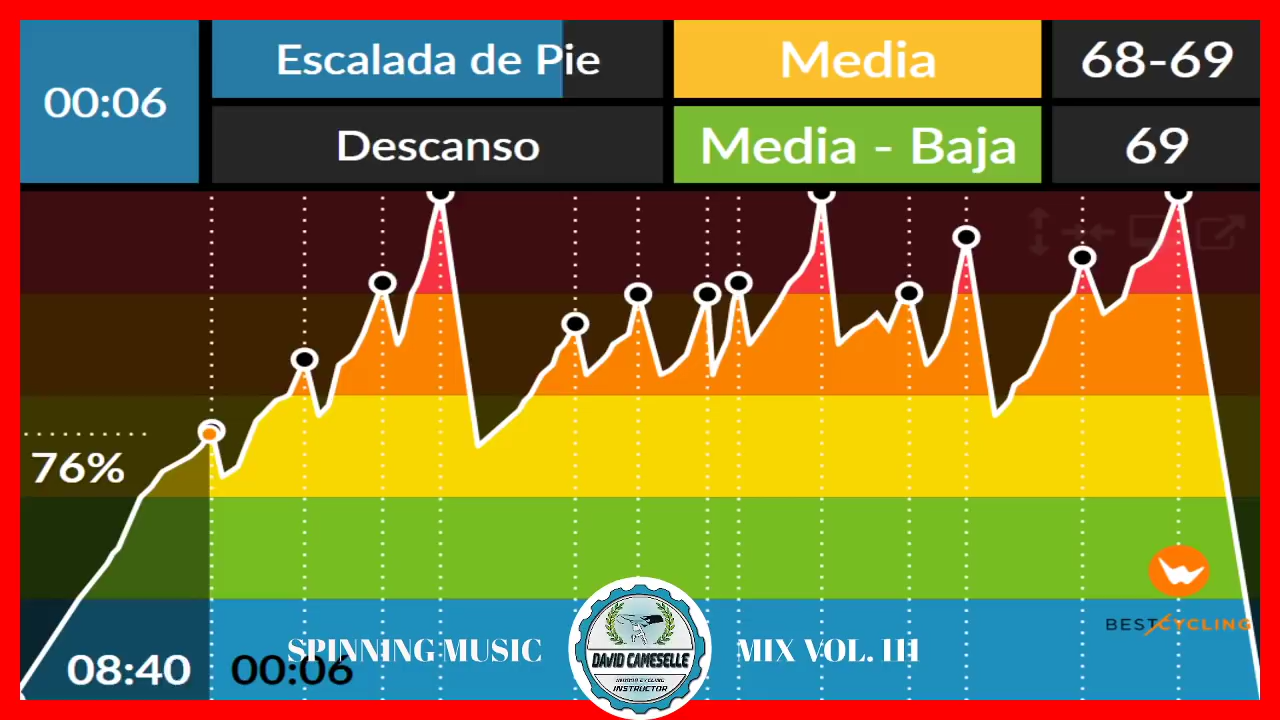 00:06
Escalada de Pie
Media
68-69
Descanso
Media - Baja
69
76%
BESTCYCLING
08:40
00:06
SPINNING MUSIC
MIX VOL. III
DAVID CAMESELLE
INSTRUCTOR